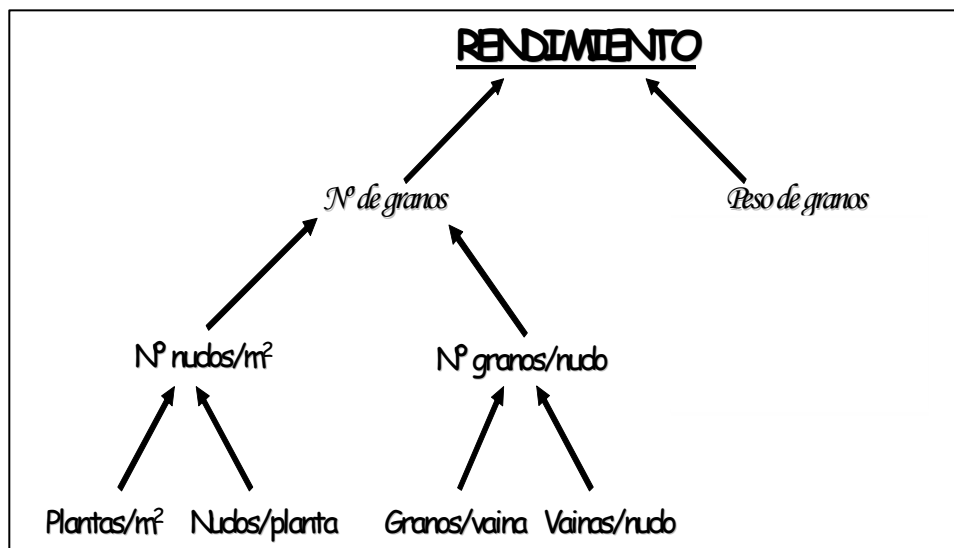 RENDIMIENTO
Nº de granos
Peso de granos
Nº nudos/m²
Nº granos/nudo
Plantas/m²
Nudos/planta
Granos/vaina
Vainas/nudo